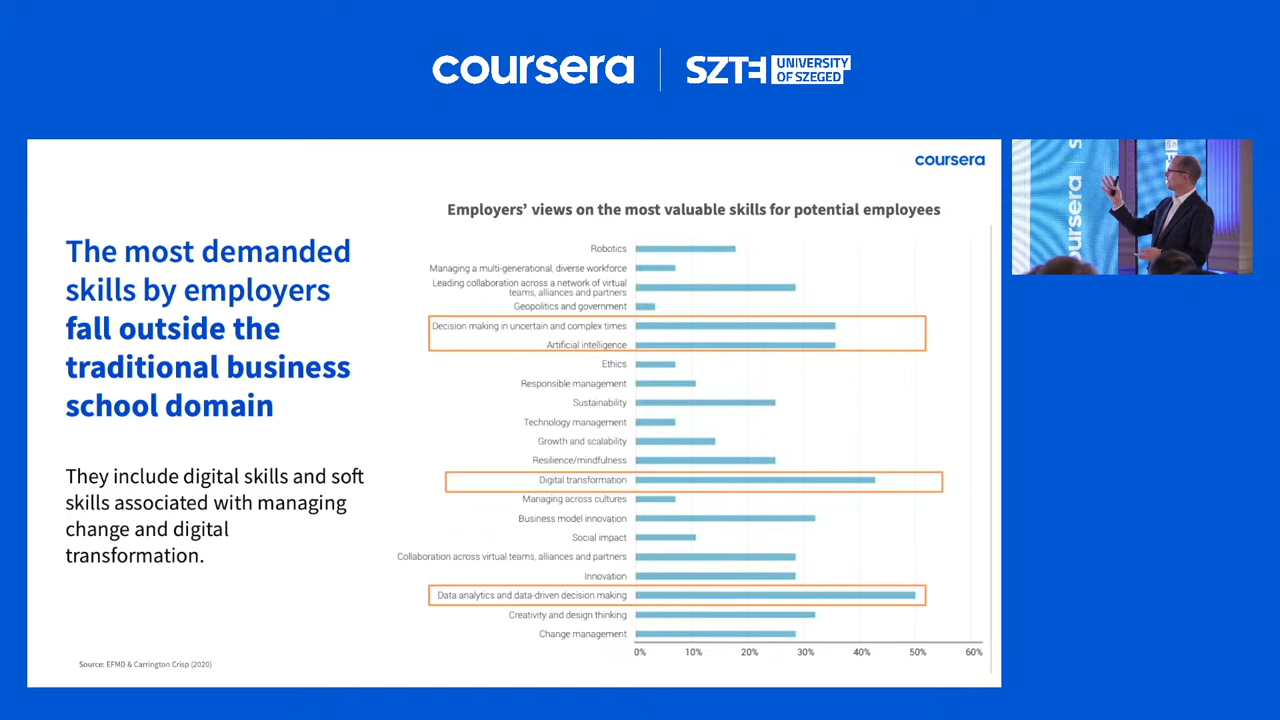 coursera
SZTE
UNIVERSITY
OF SZEGED
coursera
The most demanded
skills by employers
fall outside the
traditional business
school domain
They include digital skills and soft
skills associated with managing
change and digital
transformation.
Source: EFMD & Carrington Crisp (2020)
Employers’ views on the most valuable skills for potential employees
Robotics
Managing a multi-generational, diverse workforce
Leading collaboration across a network of virtual
teams, alliances and partners
Geopolitics and government
Decision making in uncertain and complex times
Artificial intelligence
Ethics
Responsible management
Sustainability
Technology management
Growth and scalability
Resilience/mindfulness
Digital transformation
Managing across cultures
Business model innovation
Social impact
Collaboration across virtual teams, alliances and partners
Innovation
Data analytics and data-driven decision making
Creativity and design thinking
Change management
0% 10% 20% 30% 40% 50% 60%